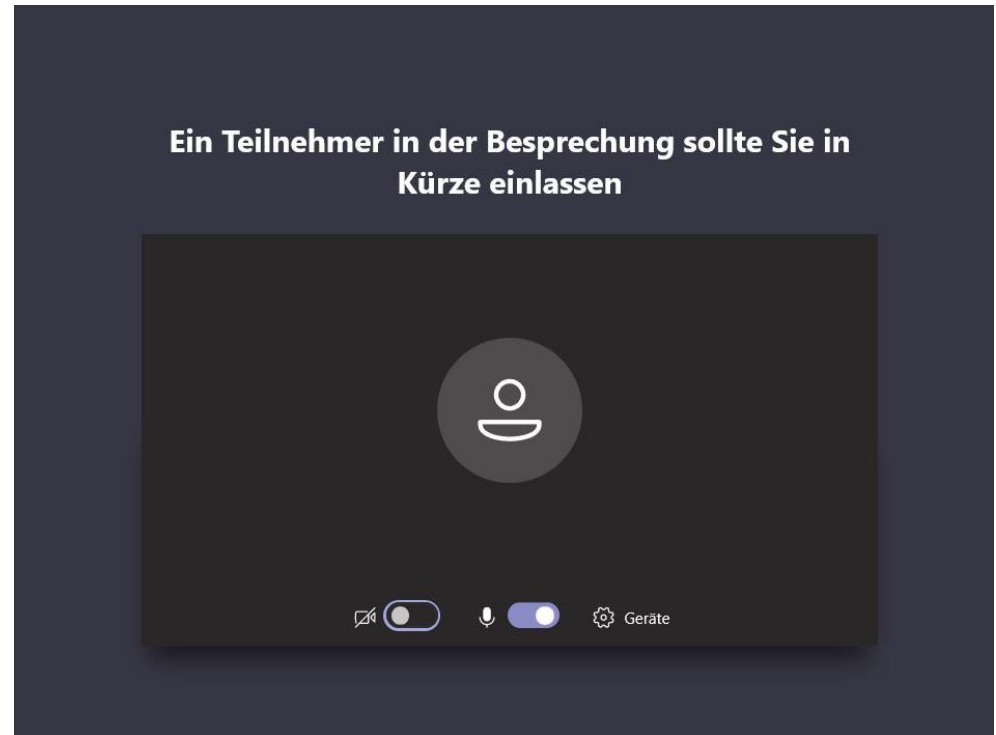 Ein Teilnehmer in der Besprechung sollte Sie in
Kürze einlassen
Geräte